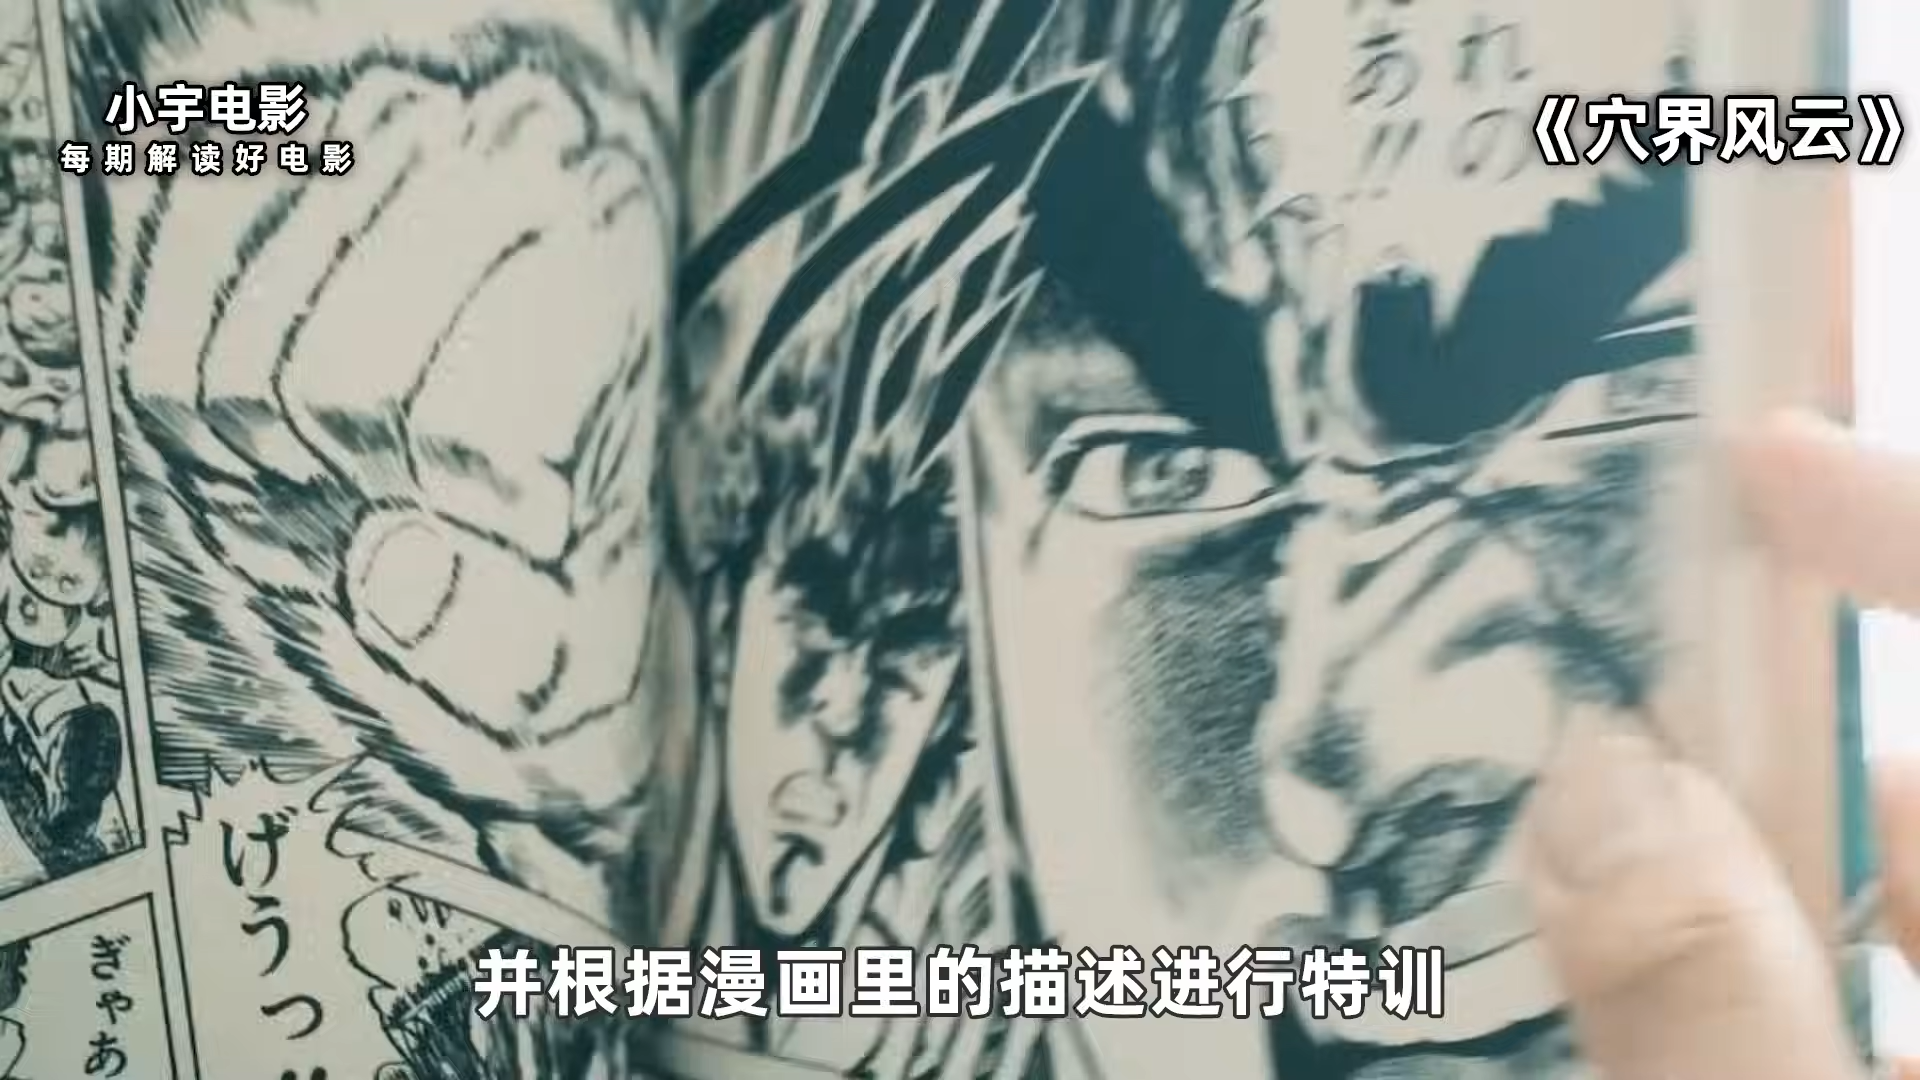 小宇电影
每期解读好电影
《穴界风云》
れの
あ!!
げうっ!!
ぎゃあ
并根据漫画里的描述进行特训